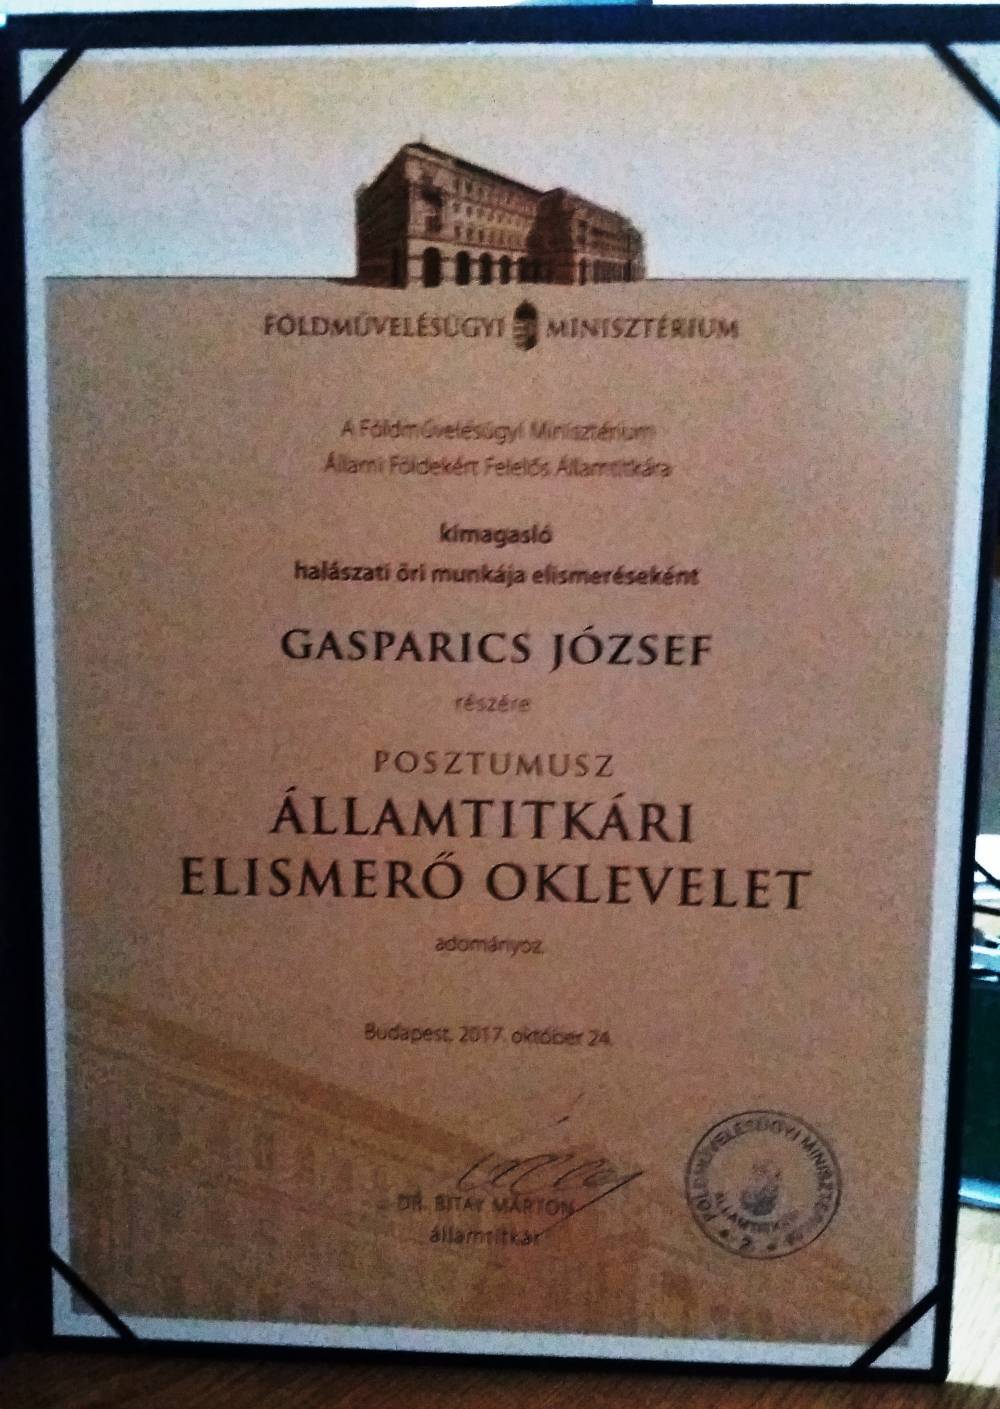 FÖLDMŰVELÉSÜGYI MINISZTÉRIUM
A Földművelésügyi Minisztérium
Állami Földekért Felelős Államtitkára
kimagasló
halászati őri munkája elismeréseként
GASPARICS JÓZSEF
részére
POSZTUMUSZ
ÁLLAMTITKÁRI
ELISMERŐ OKLEVELET
adományoz.
Budapest, 2017. október 24.
DR. BITAY MÁRTON
államtitkár
FÖLDMŰVELÉSÜGYI MINISZTÉRIUM
ÁLLAMTITKÁR
2